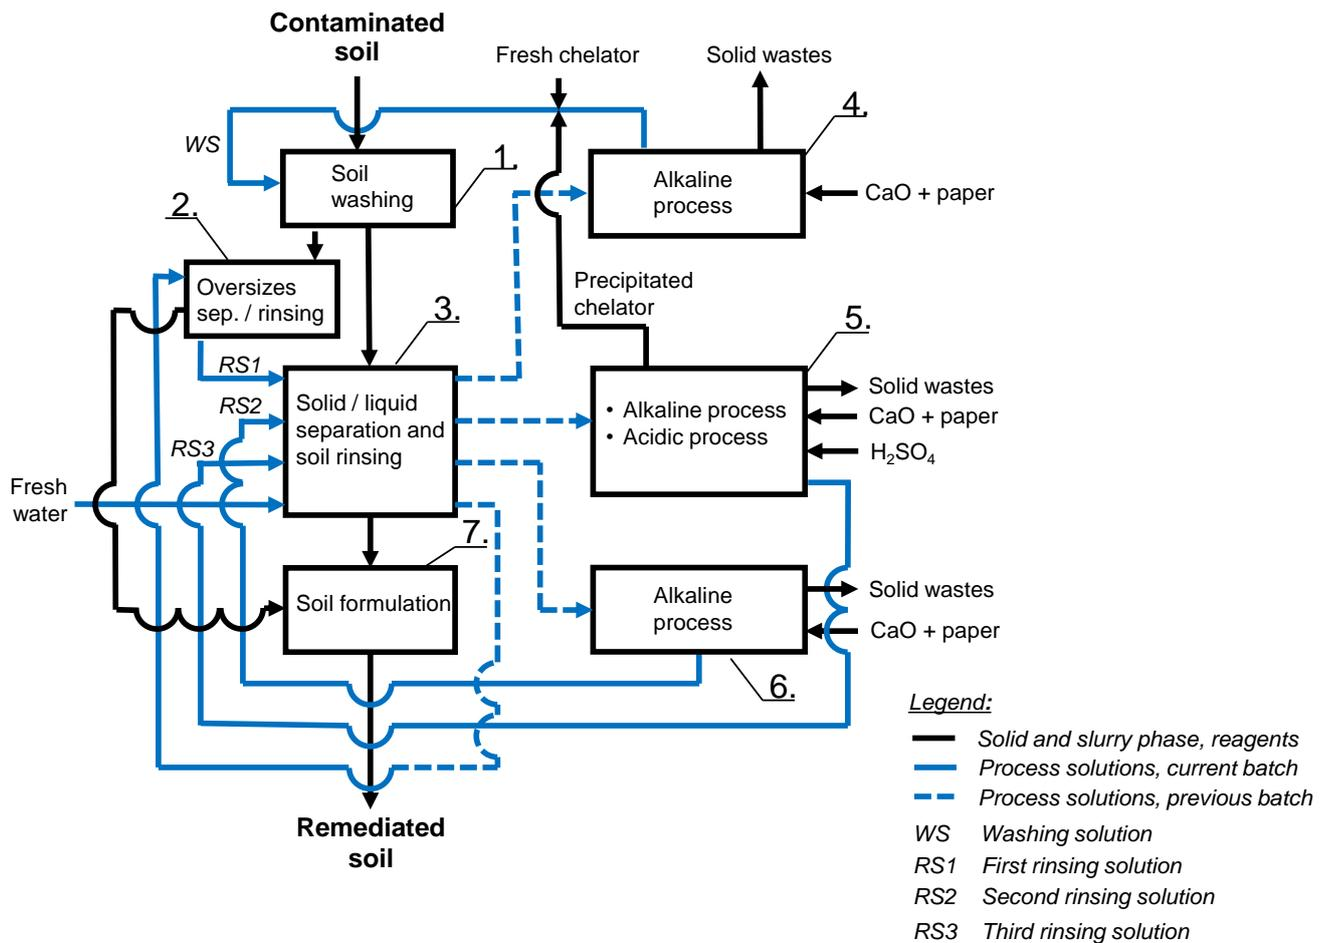 Contaminated
soil
Fresh chelator
Solid wastes
4.
WS
1.
Soil
washing
Alkaline
process
CaO + paper
2.
Oversizes
sep. / rinsing
Precipitated
chelator
3.
5.
RS1
RS2
RS3
Solid / liquid
separation and
soil rinsing
• Alkaline process
• Acidic process
Solid wastes
CaO + paper
H₂SO₄
Fresh
water
7.
Soil formulation
Alkaline
process
Solid wastes
CaO + paper
6.
Remediated
soil
Legend:
Solid and slurry phase, reagents
Process solutions, current batch
Process solutions, previous batch
WS Washing solution
RS1 First rinsing solution
RS2 Second rinsing solution
RS3 Third rinsing solution